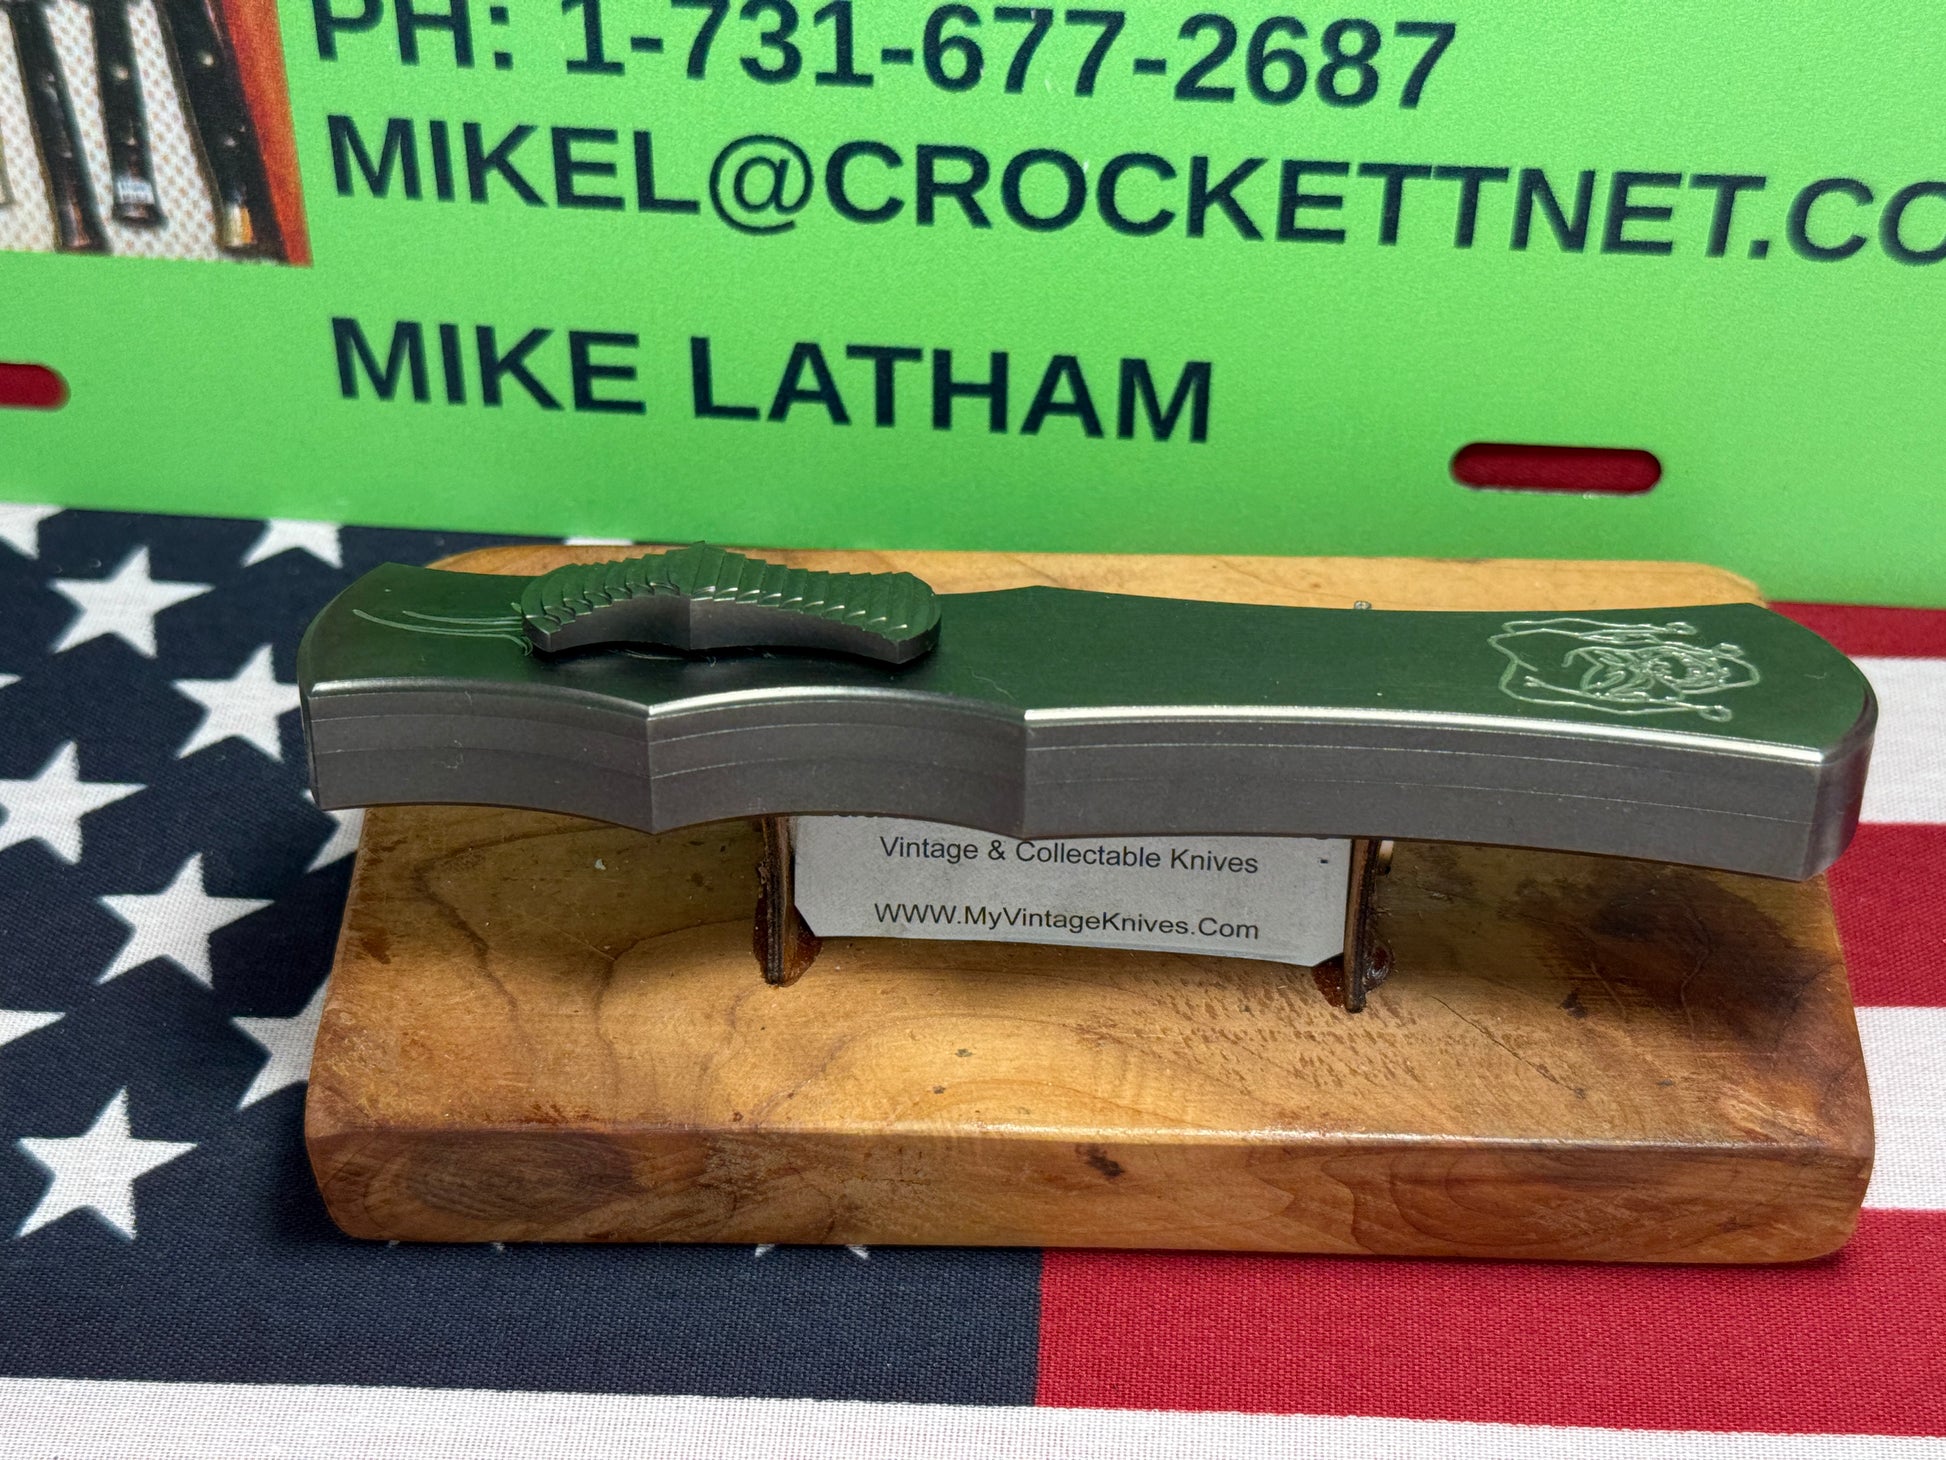 PH: 1-731-677-2687
MIKEL@CROCKETTNET.CO
MIKE LATHAM
Vintage & Collectable Knives -
WWW.MyVintageKnives.Com